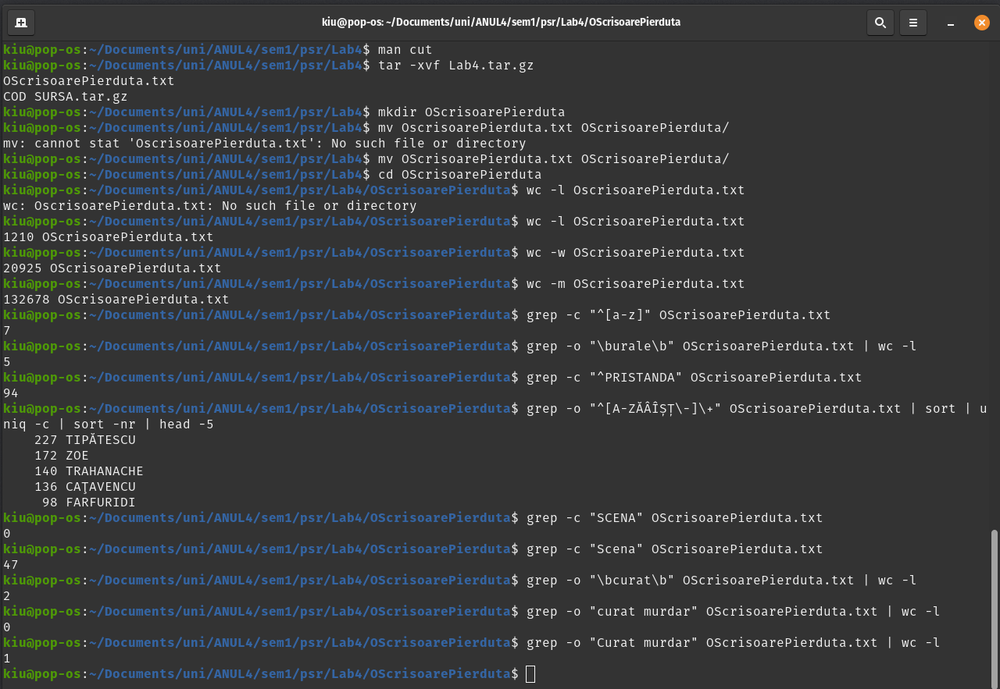 kiu@pop-os: ~/Documents/uni/ANUL4/sem1/psr/Lab4/OScrisoarePierduta
kiu@pop-os:~/Documents/uni/ANUL4/sem1/psr/Lab4$ man cut
kiu@pop-os:~/Documents/uni/ANUL4/sem1/psr/Lab4$ tar -xvf Lab4.tar.gz
OScrisoarePierduta.txt
COD SURSA.tar.gz
kiu@pop-os:~/Documents/uni/ANUL4/sem1/psr/Lab4$ mkdir OScrisoarePierduta
kiu@pop-os:~/Documents/uni/ANUL4/sem1/psr/Lab4$ mv OscrisoarePierduta.txt OScrisoarePierduta/
mv: cannot stat 'OscrisoarePierduta.txt': No such file or directory
kiu@pop-os:~/Documents/uni/ANUL4/sem1/psr/Lab4$ mv OScrisoarePierduta.txt OScrisoarePierduta/
kiu@pop-os:~/Documents/uni/ANUL4/sem1/psr/Lab4$ cd OScrisoarePierduta
kiu@pop-os:~/Documents/uni/ANUL4/sem1/psr/Lab4/OScrisoarePierduta$ wc -l OscrisoarePierduta.txt
wc: OscrisoarePierduta.txt: No such file or directory
kiu@pop-os:~/Documents/uni/ANUL4/sem1/psr/Lab4/OScrisoarePierduta$ wc -l OScrisoarePierduta.txt
1210 OScrisoarePierduta.txt
kiu@pop-os:~/Documents/uni/ANUL4/sem1/psr/Lab4/OScrisoarePierduta$ wc -w OScrisoarePierduta.txt
20925 OScrisoarePierduta.txt
kiu@pop-os:~/Documents/uni/ANUL4/sem1/psr/Lab4/OScrisoarePierduta$ wc -m OScrisoarePierduta.txt
132678 OScrisoarePierduta.txt
kiu@pop-os:~/Documents/uni/ANUL4/sem1/psr/Lab4/OScrisoarePierduta$ grep -c "^[a-z]" OScrisoarePierduta.txt
7
kiu@pop-os:~/Documents/uni/ANUL4/sem1/psr/Lab4/OScrisoarePierduta$ grep -o "\burale\b" OScrisoarePierduta.txt | wc -l
5
kiu@pop-os:~/Documents/uni/ANUL4/sem1/psr/Lab4/OScrisoarePierduta$ grep -c "^PRISTANDA" OScrisoarePierduta.txt
94
kiu@pop-os:~/Documents/uni/ANUL4/sem1/psr/Lab4/OScrisoarePierduta$ grep -o "^[A-ZĂÂÎȘȚ\-]\+" OScrisoarePierduta.txt | sort | u
niq -c | sort -nr | head -5
227 TIPĂTESCU
172 ZOE
140 TRAHANACHE
136 CAŢAVENCU
98 FARFURIDI
kiu@pop-os:~/Documents/uni/ANUL4/sem1/psr/Lab4/OScrisoarePierduta$ grep -c "SCENA" OScrisoarePierduta.txt
0
kiu@pop-os:~/Documents/uni/ANUL4/sem1/psr/Lab4/OScrisoarePierduta$ grep -c "Scena" OScrisoarePierduta.txt
47
kiu@pop-os:~/Documents/uni/ANUL4/sem1/psr/Lab4/OScrisoarePierduta$ grep -o "\bcurat\b" OScrisoarePierduta.txt | wc -l
2
kiu@pop-os:~/Documents/uni/ANUL4/sem1/psr/Lab4/OScrisoarePierduta$ grep -o "curat murdar" OScrisoarePierduta.txt | wc -l
0
kiu@pop-os:~/Documents/uni/ANUL4/sem1/psr/Lab4/OScrisoarePierduta$ grep -o "Curat murdar" OScrisoarePierduta.txt | wc -l
1
kiu@pop-os:~/Documents/uni/ANUL4/sem1/psr/Lab4/OScrisoarePierduta$